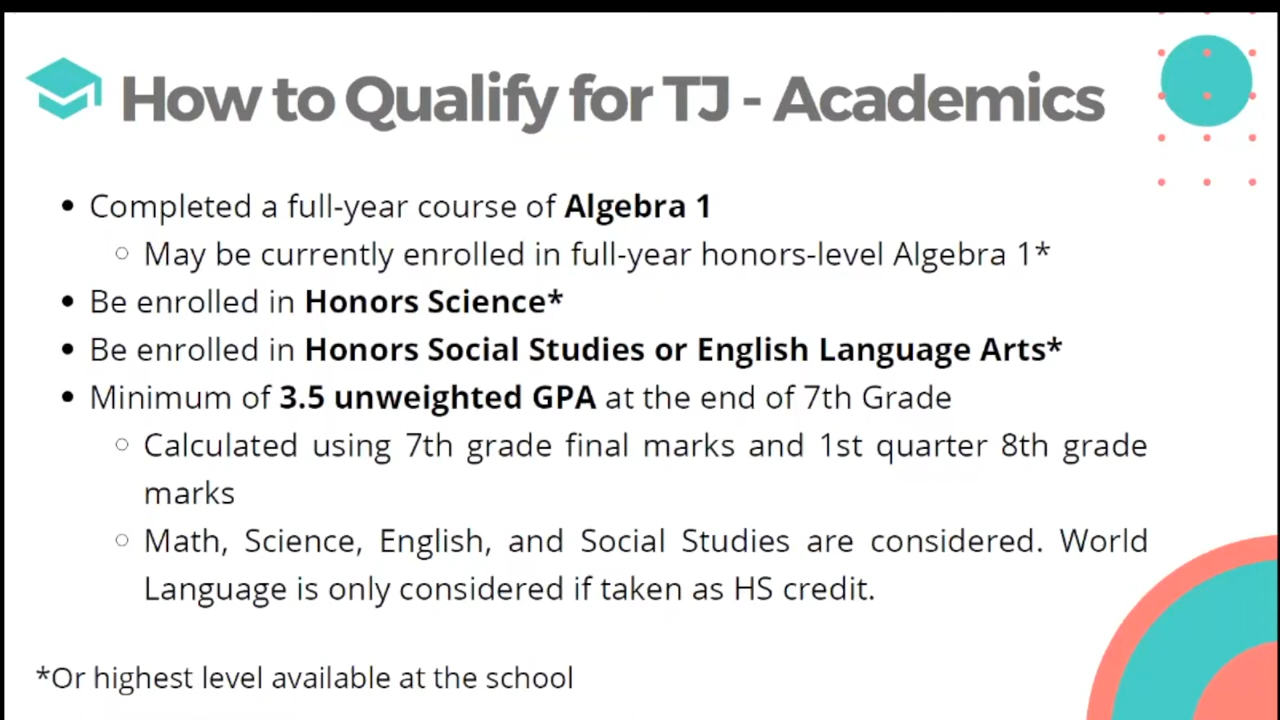 How to Qualify for TJ - Academics
• Completed a full-year course of Algebra 1
○ May be currently enrolled in full-year honors-level Algebra 1*
• Be enrolled in Honors Science*
• Be enrolled in Honors Social Studies or English Language Arts*
• Minimum of 3.5 unweighted GPA at the end of 7th Grade
○ Calculated using 7th grade final marks and 1st quarter 8th grade
marks
○ Math, Science, English, and Social Studies are considered. World
Language is only considered if taken as HS credit.
*Or highest level available at the school